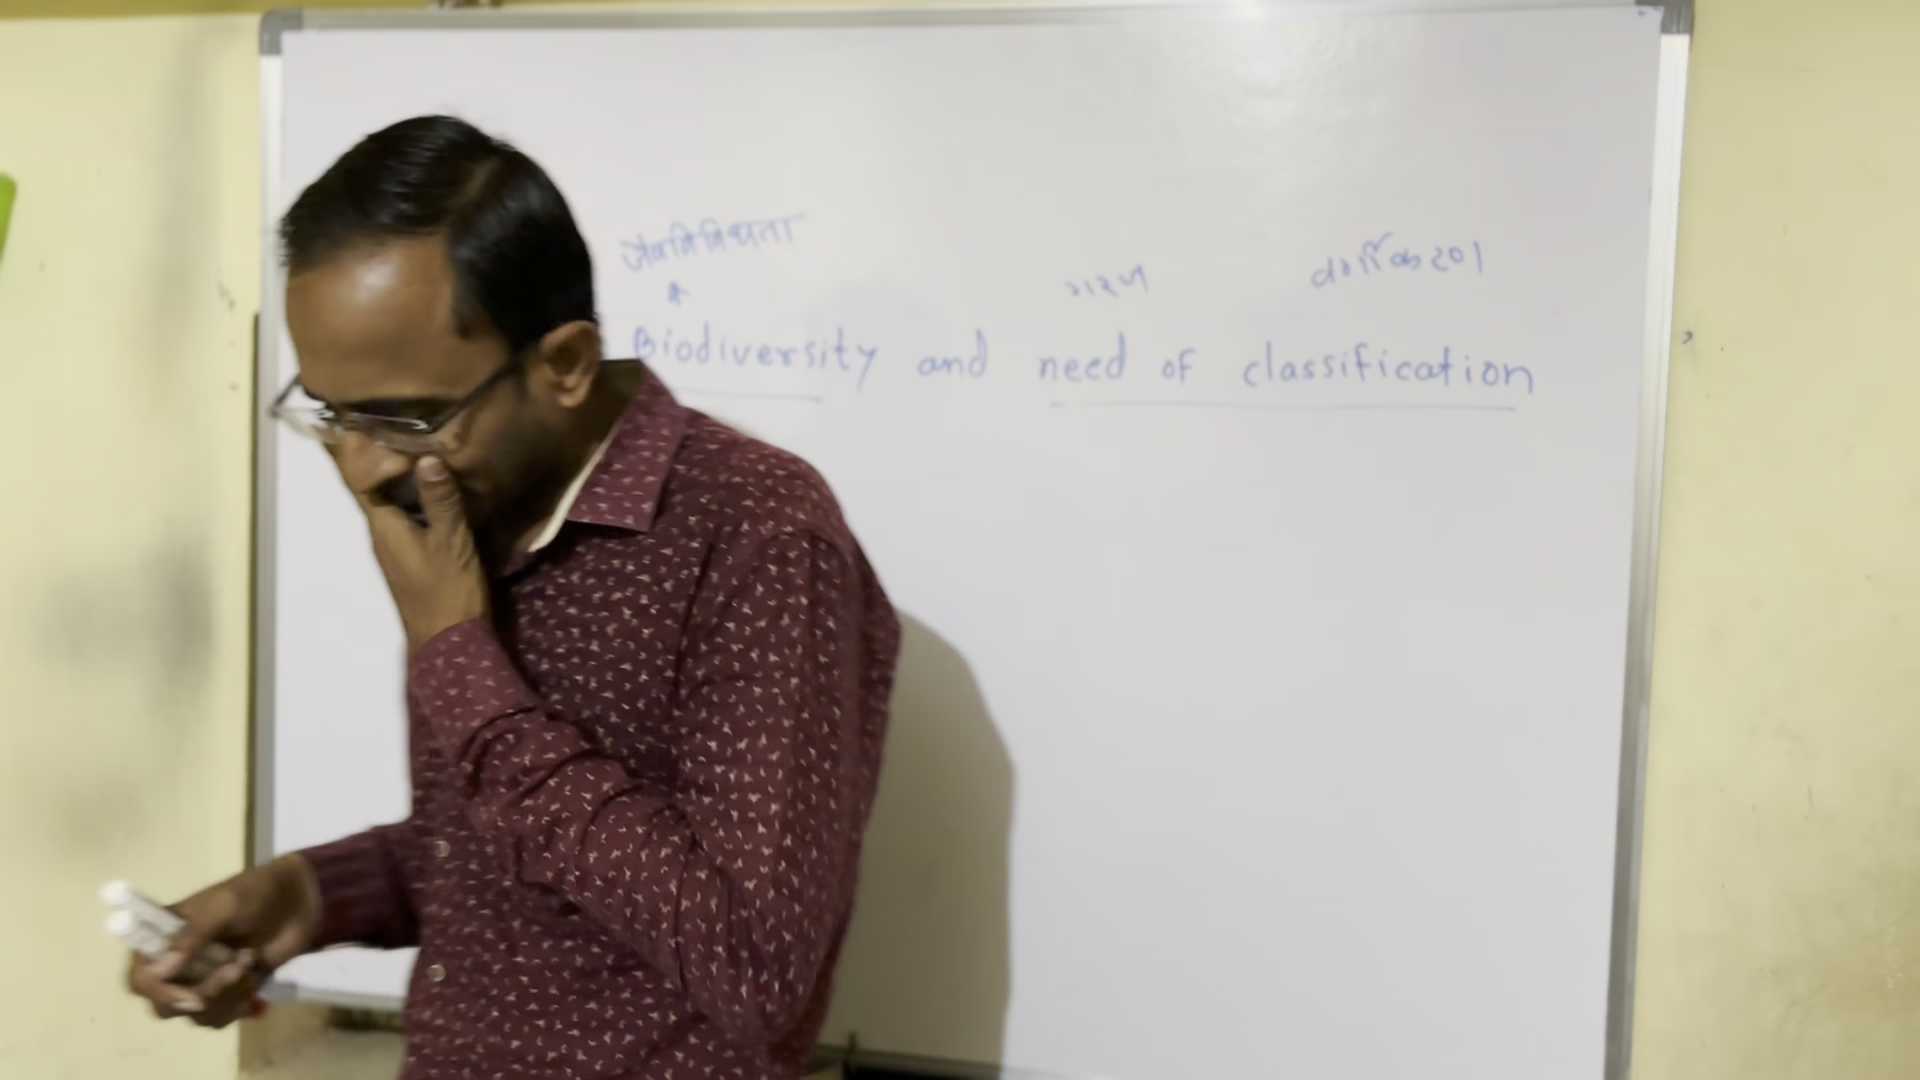 जैवविविधता गरज वर्गीकरण
Biodiversity and need of classification